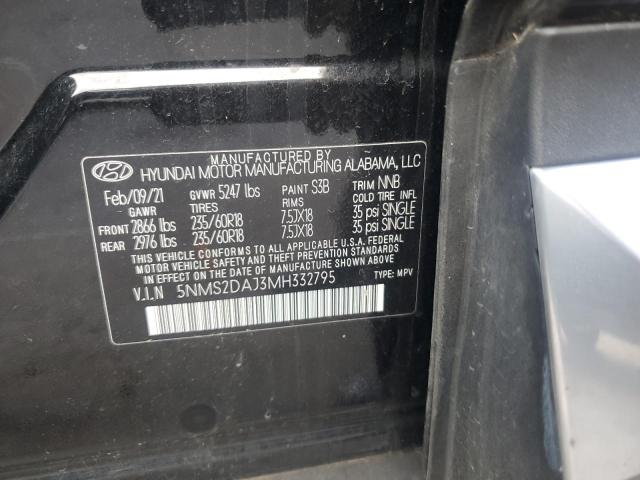 MANUFACTURED BY
HYUNDAI MOTOR MANUFACTURING ALABAMA, LLC
Feb/09/21 GVWR 5247 lbs PAINT S3B TRIM NNB
GAWR TIRES RIMS COLD TIRE INFL.
FRONT 2866 lbs 235/60R18 7.5JX18 35 psi SINGLE
REAR 2976 lbs 235/60R18 7.5JX18 35 psi SINGLE
THIS VEHICLE CONFORMS TO ALL APPLICABLE U.S.A. FEDERAL
MOTOR VEHICLE SAFETY AND THEFT PREVENTION STANDARDS
IN EFFECT ON THE DATE OF MANUFACTURE SHOWN ABOVE.
V.I.N 5NMS2DAJ3MH332795 TYPE: MPV